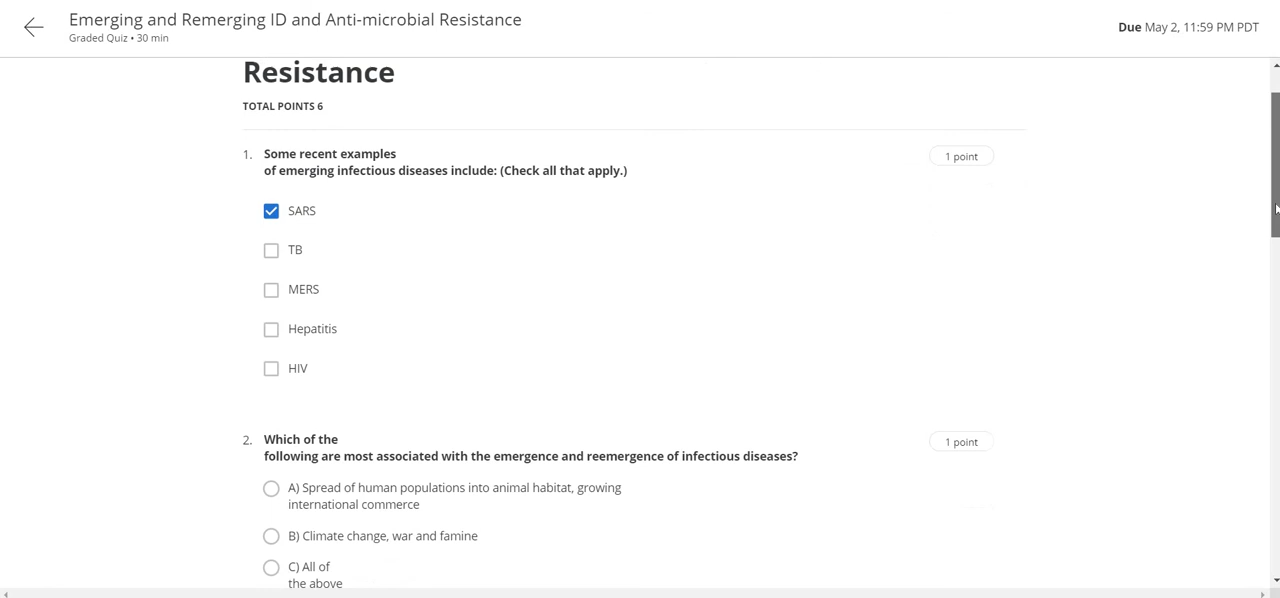 Emerging and Remerging ID and Anti-microbial Resistance
Graded Quiz • 30 min
Due May 2, 11:59 PM PDT
Resistance
TOTAL POINTS 6
1. Some recent examples
of emerging infectious diseases include: (Check all that apply.)
1 point
SARS
TB
MERS
Hepatitis
HIV
2. Which of the
following are most associated with the emergence and reemergence of infectious diseases?
1 point
A) Spread of human populations into animal habitat, growing
international commerce
B) Climate change, war and famine
C) All of
the above